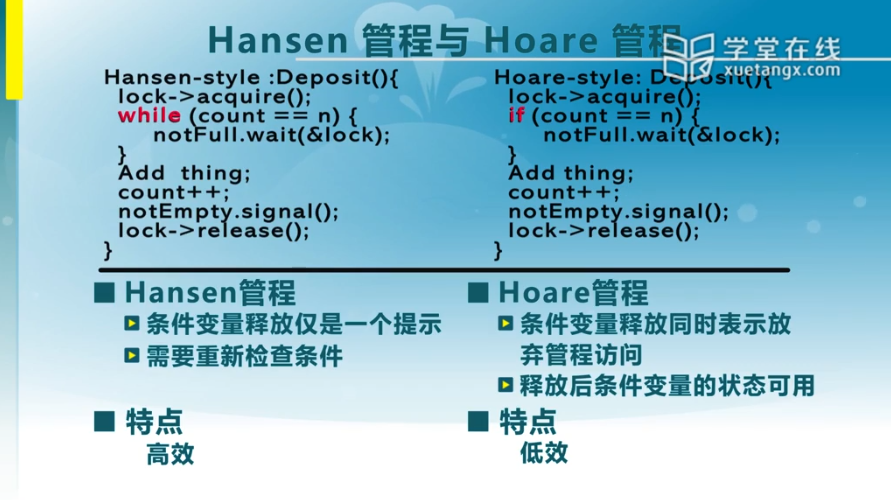 Hansen 管程与 Hoare 管程
学堂在线
xuetangx.com
Hansen-style :Deposit(){
lock->acquire();
while (count == n) {
notFull.wait(&lock);
}
Add thing;
count++;
notEmpty.signal();
lock->release();
}
Hoare-style: Deposit(){
lock->acquire();
if (count == n) {
notFull.wait(&lock);
}
Add thing;
count++;
notEmpty.signal();
lock->release();
}
Hansen管程
条件变量释放仅是一个提示
需要重新检查条件
特点
高效
Hoare管程
条件变量释放同时表示放
弃管程访问
释放后条件变量的状态可用
特点
低效